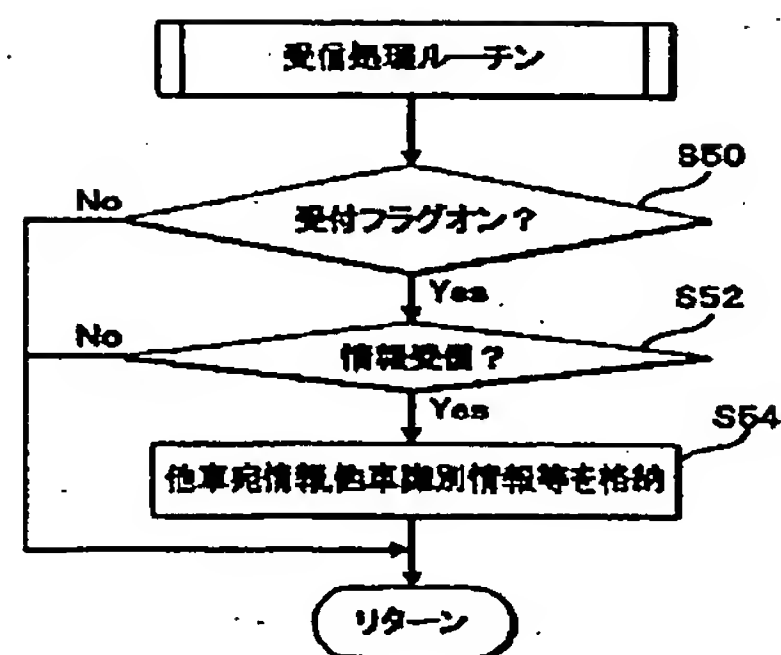 受信処理ルーチン
S50
No
受付フラグオン？
Yes
S52
No
情報受信？
Yes
S54
他車宛情報,他車識別情報等を格納
リターン